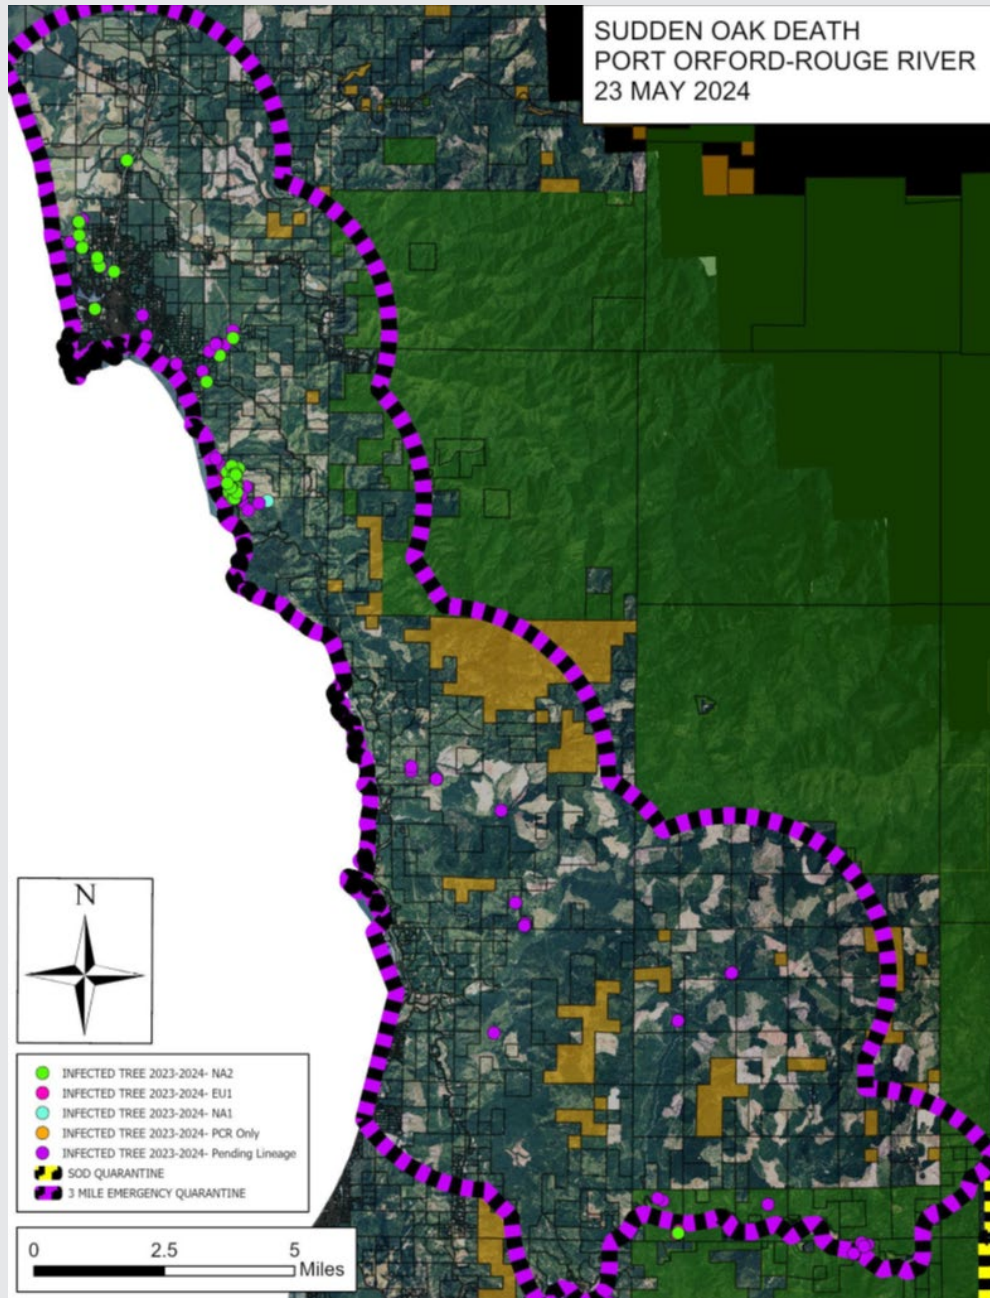 SUDDEN OAK DEATH
PORT ORFORD-ROUGE RIVER
23 MAY 2024
N
INFECTED TREE 2023-2024- NA2
INFECTED TREE 2023-2024- EU1
INFECTED TREE 2023-2024- NA1
INFECTED TREE 2023-2024- PCR Only
INFECTED TREE 2023-2024- Pending Lineage
SOD QUARANTINE
3 MILE EMERGENCY QUARANTINE
0 2.5 5
Miles